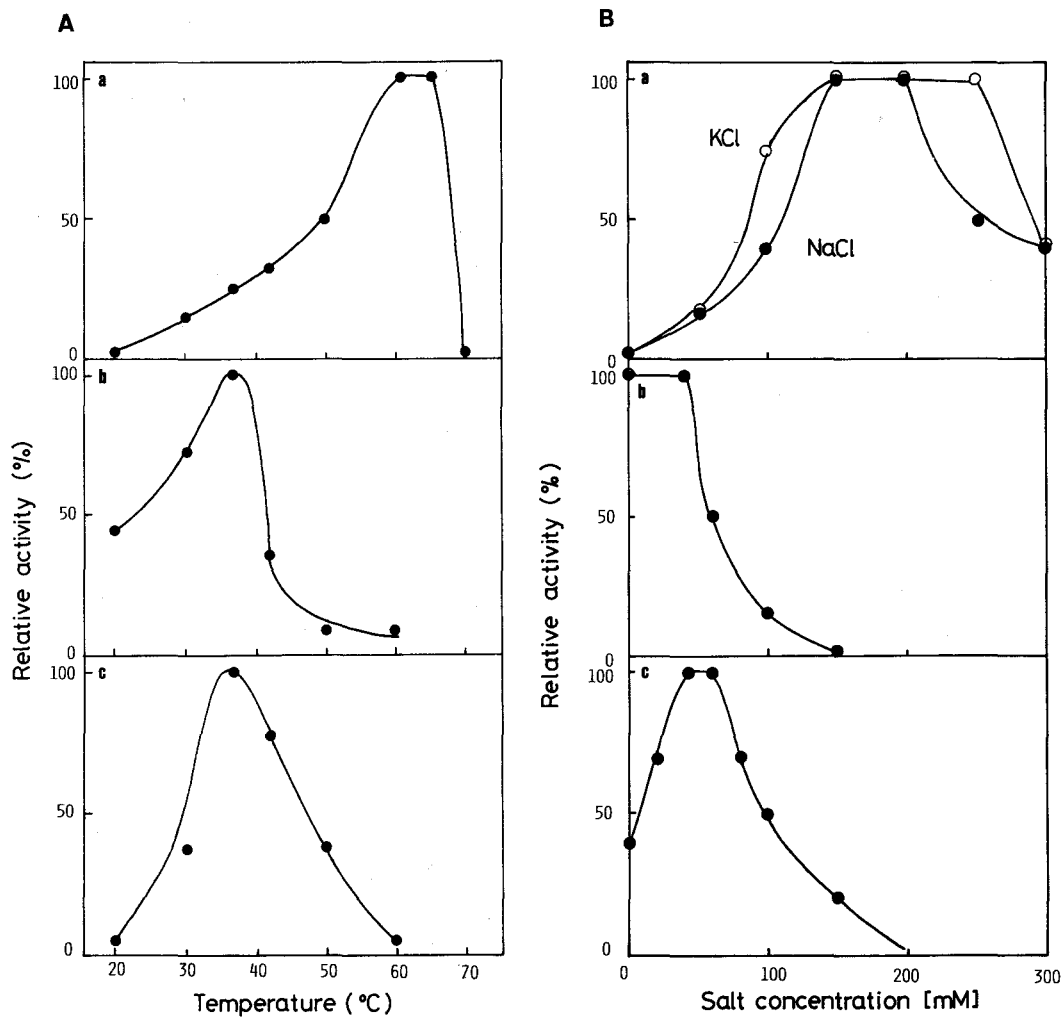 A
a
100
50
0
b
100
50
0
c
100
50
0
20 30 40 50 60 70
Temperature (°C)
Relative activity (%)
B
a
100
50
0
KCl
NaCl
b
100
50
0
c
100
50
0
0 100 200 300
Salt concentration [mM]
Relative activity (%)